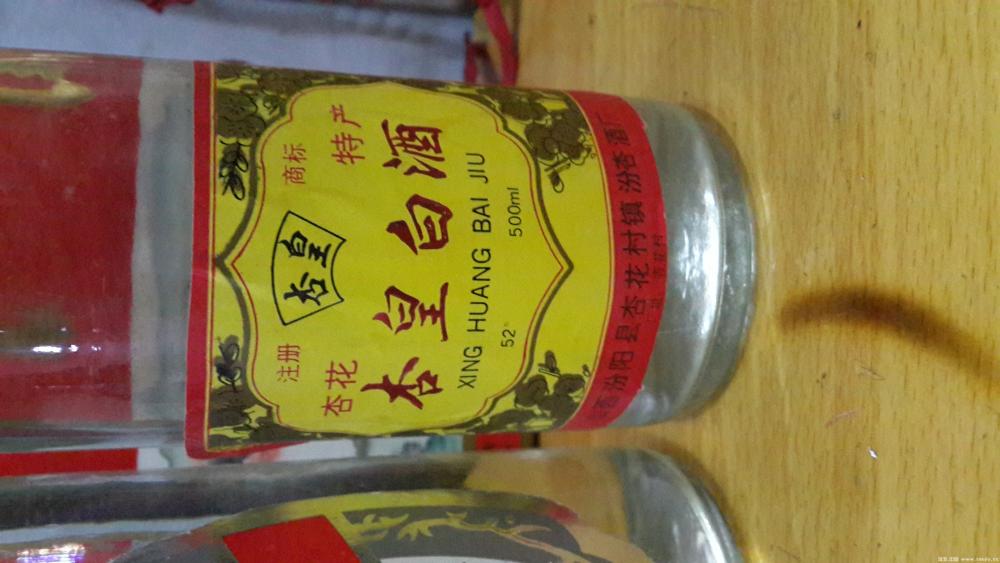 注册 杏皇 商标
杏花 特产
杏皇白酒
XING HUANG BAI JIU
52° 500ml
西汾阳县杏花村镇汾杏酒厂